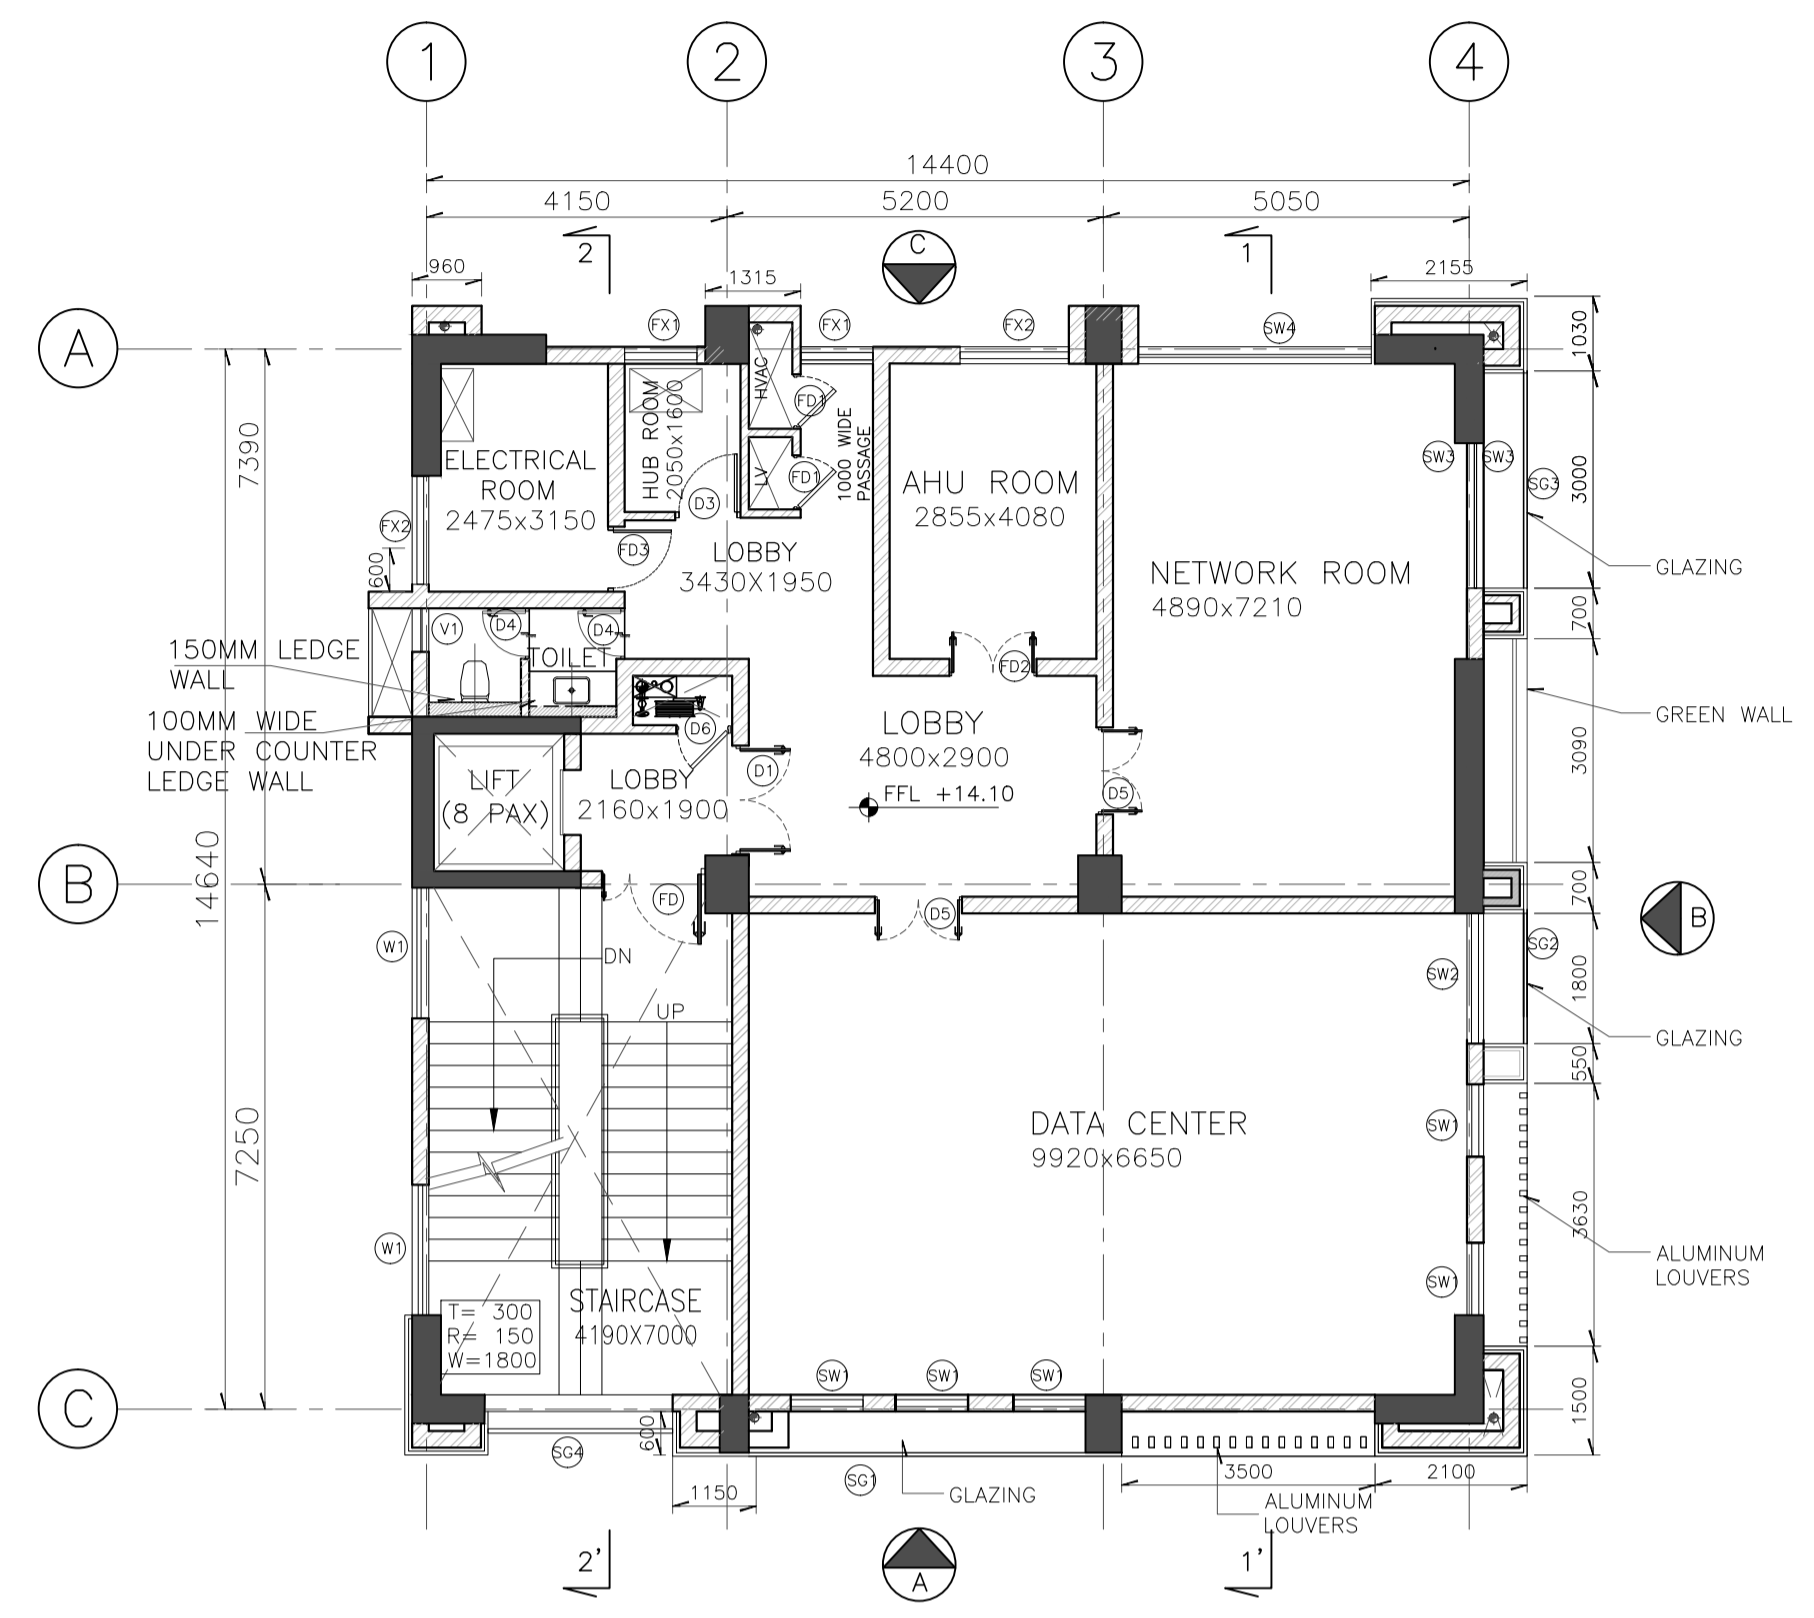 1
2
3
4
14400
4150
5200
5050
2
C
1
960
1315
2155
A
FX1
FX1
FX2
SW4
1030
HVAC
FD1
7390
HUB ROOM
2050x1600
1000 WIDE
PASSAGE
ELECTRICAL
ROOM
2475x3150
LV
FD1
D3
AHU ROOM
2855x4080
SW3
SW3
SG3
3000
FX2
600
FD3
LOBBY
3430X1950
NETWORK ROOM
4890x7210
GLAZING
V1
D4
D4
700
150MM LEDGE
WALL
TOILET
FD2
100MM WIDE
UNDER COUNTER
LEDGE WALL
D6
LOBBY
4800x2900
GREEN WALL
3090
LIFT
(8 PAX)
LOBBY
2160x1900
D1
FFL +14.10
D5
14640
B
FD
D5
700
B
W1
DN
SG2
SW2
1800
UP
GLAZING
550
7250
DATA CENTER
9920x6650
SW1
3630
W1
ALUMINUM
LOUVERS
SW1
T= 300
R= 150
W=1800
STAIRCASE
4190X7000
SW1
SW1
SW1
C
600
1500
SG4
SG1
GLAZING
1150
3500
2100
ALUMINUM
LOUVERS
2'
A
1'